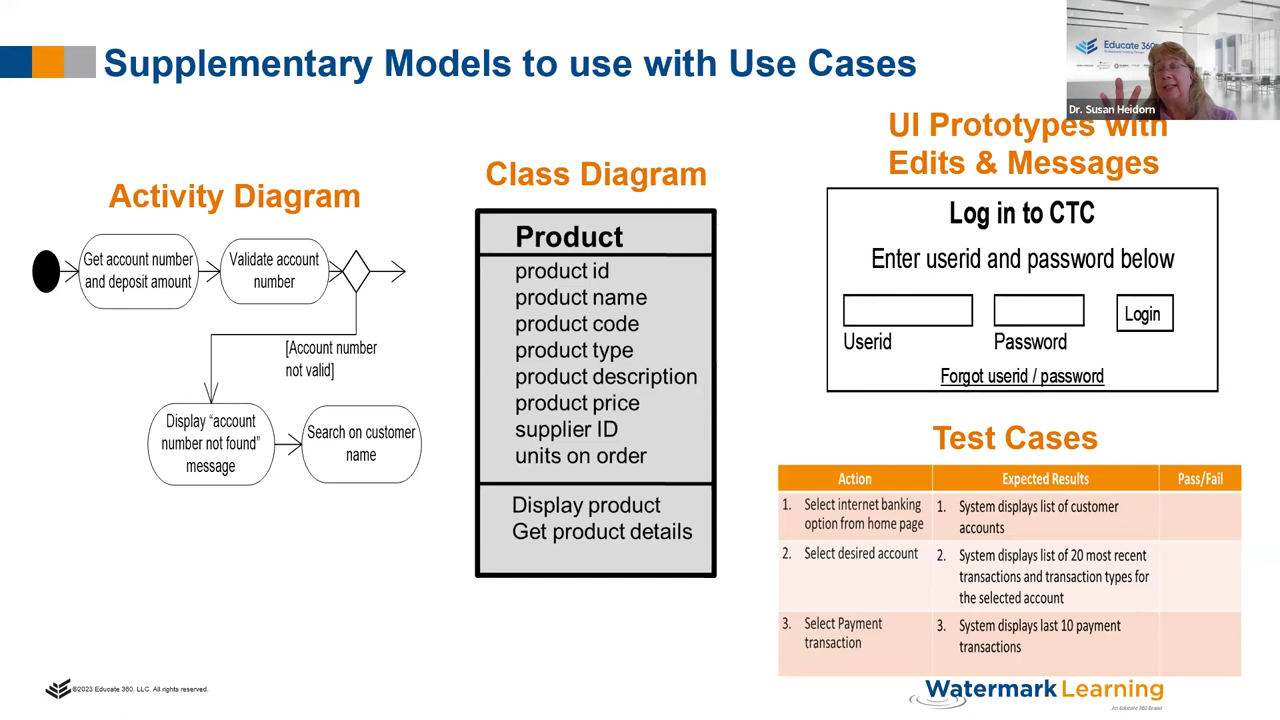 Supplementary Models to use with Use Cases
Educate 360
Dr. Susan Heidorn
Activity Diagram
Get account number
and deposit amount
Validate account
number
[Account number
not valid]
Display “account
number not found”
message
Search on customer
name
Class Diagram
Product
product id
product name
product code
product type
product description
product price
supplier ID
units on order
Display product
Get product details
UI Prototypes with
Edits & Messages
Log in to CTC
Enter userid and password below
Login
Userid
Password
Forgot userid / password
Test Cases
Action Expected Results Pass/Fail
1. Select internet banking
option from home page
1. System displays list of customer
accounts
2. Select desired account
2. System displays list of 20 most recent
transactions and transaction types for
the selected account
3. Select Payment
transaction
3. System displays last 10 payment
transactions
©2023 Educate 360. LLC. All rights reserved.
Watermark Learning
An Educate 360 Brand